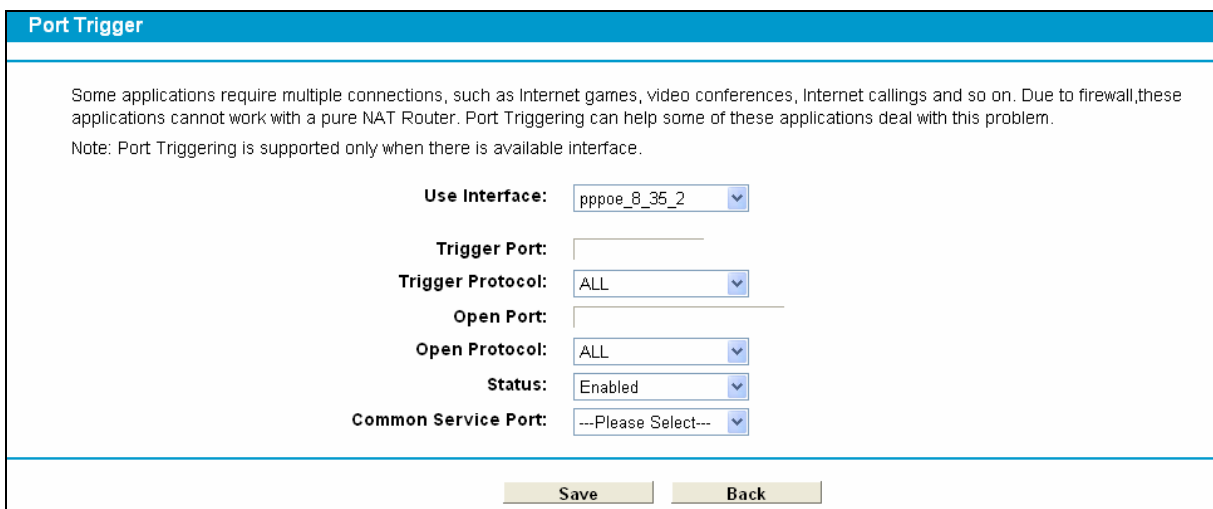 Port Trigger
Some applications require multiple connections, such as Internet games, video conferences, Internet callings and so on. Due to firewall,these
applications cannot work with a pure NAT Router. Port Triggering can help some of these applications deal with this problem.
Note: Port Triggering is supported only when there is available interface.
Use Interface: pppoe_8_35_2
Trigger Port:
Trigger Protocol: ALL
Open Port:
Open Protocol: ALL
Status: Enabled
Common Service Port: ---Please Select---
Save Back